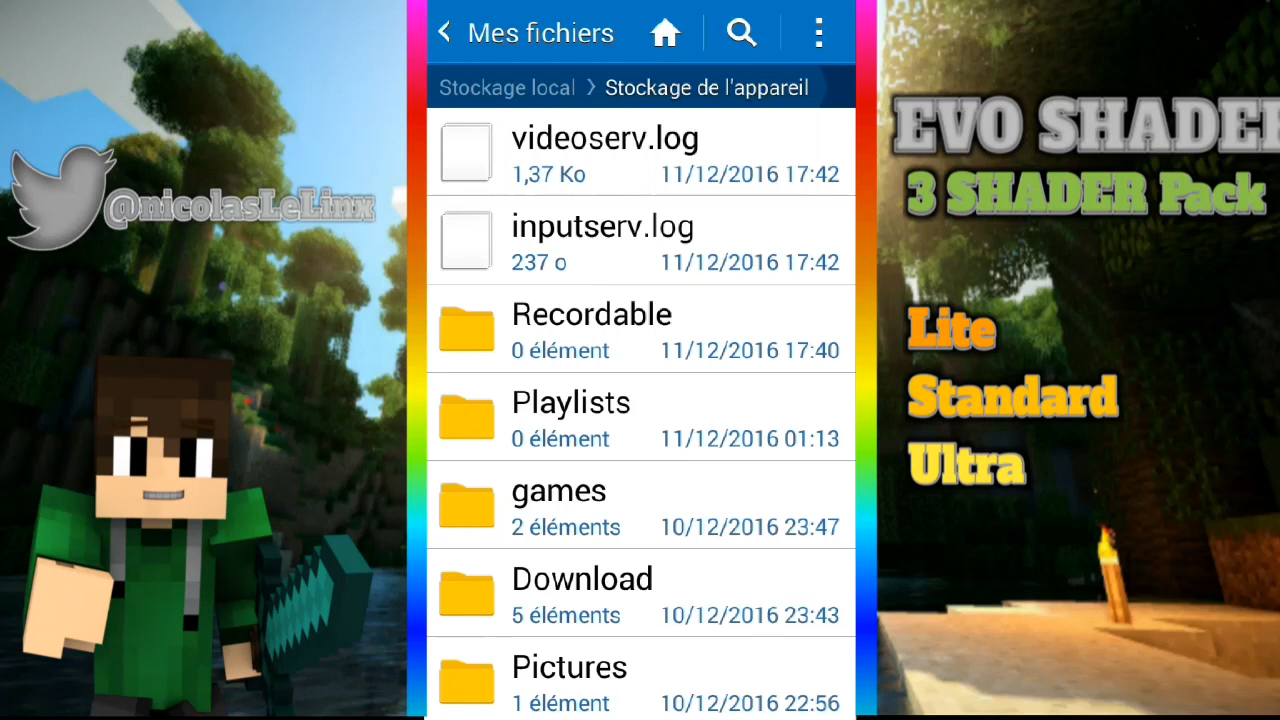 @nicolasLeLinx
Mes fichiers
Stockage local
Stockage de l'appareil
videoserv.log
1,37 Ko 11/12/2016 17:42
inputserv.log
237 o 11/12/2016 17:42
Recordable
0 élément 11/12/2016 17:40
Playlists
0 élément 11/12/2016 01:13
games
2 éléments 10/12/2016 23:47
Download
5 éléments 10/12/2016 23:43
Pictures
1 élément 10/12/2016 22:56
EVO SHADER
3 SHADER Pack
Lite
Standard
Ultra